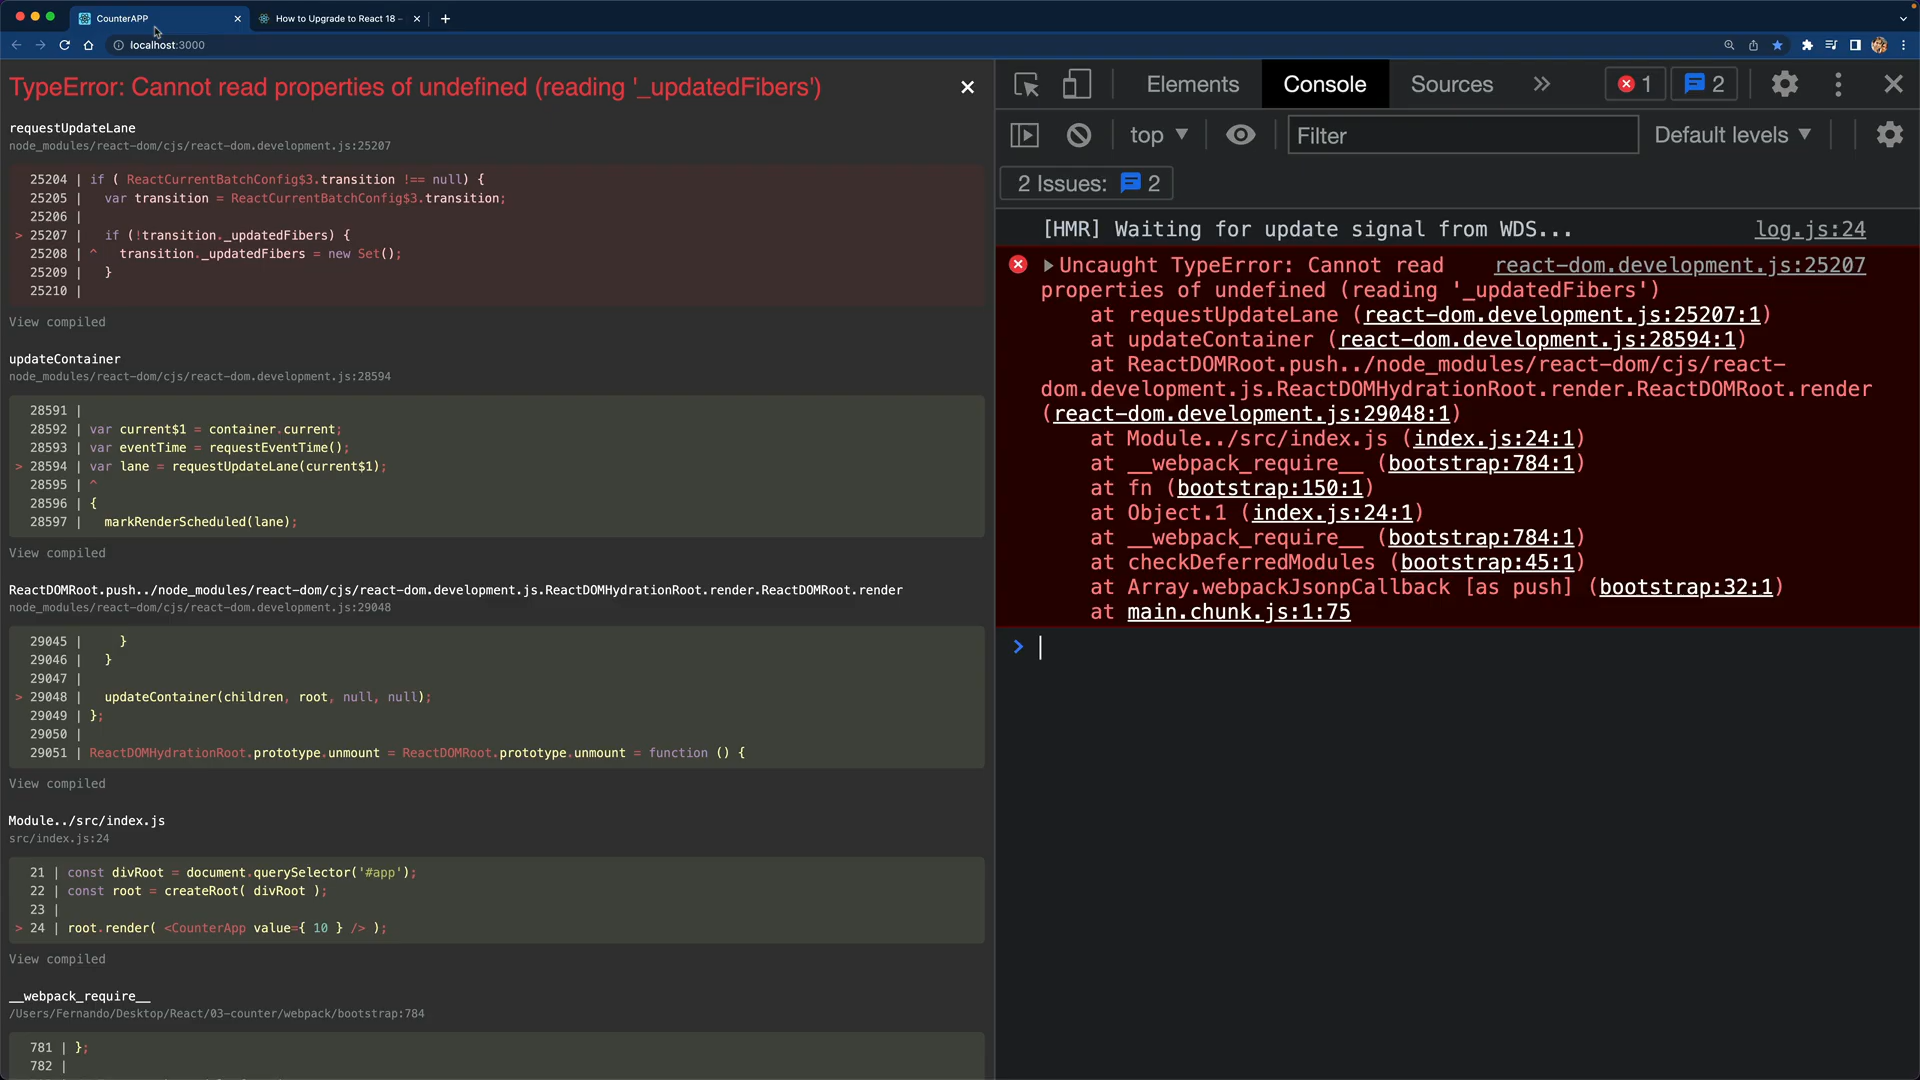 CounterAPP
How to Upgrade to React 18 –
localhost:3000
TypeError: Cannot read properties of undefined (reading '_updatedFibers')
requestUpdateLane
node_modules/react-dom/cjs/react-dom.development.js:25207
25204 | if ( ReactCurrentBatchConfig$3.transition !== null) {
25205 |   var transition = ReactCurrentBatchConfig$3.transition;
25206 |
> 25207 |   if (!transition._updatedFibers) {
25208 | ^   transition._updatedFibers = new Set();
25209 |   }
25210 |
View compiled
updateContainer
node_modules/react-dom/cjs/react-dom.development.js:28594
28591 |
28592 | var current$1 = container.current;
28593 | var eventTime = requestEventTime();
> 28594 | var lane = requestUpdateLane(current$1);
28595 | ^
28596 | {
28597 |   markRenderScheduled(lane);
View compiled
ReactDOMRoot.push../node_modules/react-dom/cjs/react-dom.development.js.ReactDOMHydrationRoot.render.ReactDOMRoot.render
node_modules/react-dom/cjs/react-dom.development.js:29048
29045 |     }
29046 |   }
29047 |
> 29048 |   updateContainer(children, root, null, null);
29049 | };
29050 |
29051 | ReactDOMHydrationRoot.prototype.unmount = ReactDOMRoot.prototype.unmount = function () {
View compiled
Module../src/index.js
src/index.js:24
21 | const divRoot = document.querySelector('#app');
22 | const root = createRoot( divRoot );
23 |
> 24 | root.render( <CounterApp value={ 10 } /> );
View compiled
__webpack_require__
/Users/Fernando/Desktop/React/03-counter/webpack/bootstrap:784
781 | };
782 |
Elements Console Sources 1 2
top Filter Default levels
2 Issues: 2
[HMR] Waiting for update signal from WDS... log.js:24
Uncaught TypeError: Cannot read react-dom.development.js:25207
properties of undefined (reading '_updatedFibers')
at requestUpdateLane (react-dom.development.js:25207:1)
at updateContainer (react-dom.development.js:28594:1)
at ReactDOMRoot.push../node_modules/react-dom/cjs/react-
dom.development.js.ReactDOMHydrationRoot.render.ReactDOMRoot.render
(react-dom.development.js:29048:1)
at Module../src/index.js (index.js:24:1)
at __webpack_require__ (bootstrap:784:1)
at fn (bootstrap:150:1)
at Object.1 (index.js:24:1)
at __webpack_require__ (bootstrap:784:1)
at checkDeferredModules (bootstrap:45:1)
at Array.webpackJsonpCallback [as push] (bootstrap:32:1)
at main.chunk.js:1:75